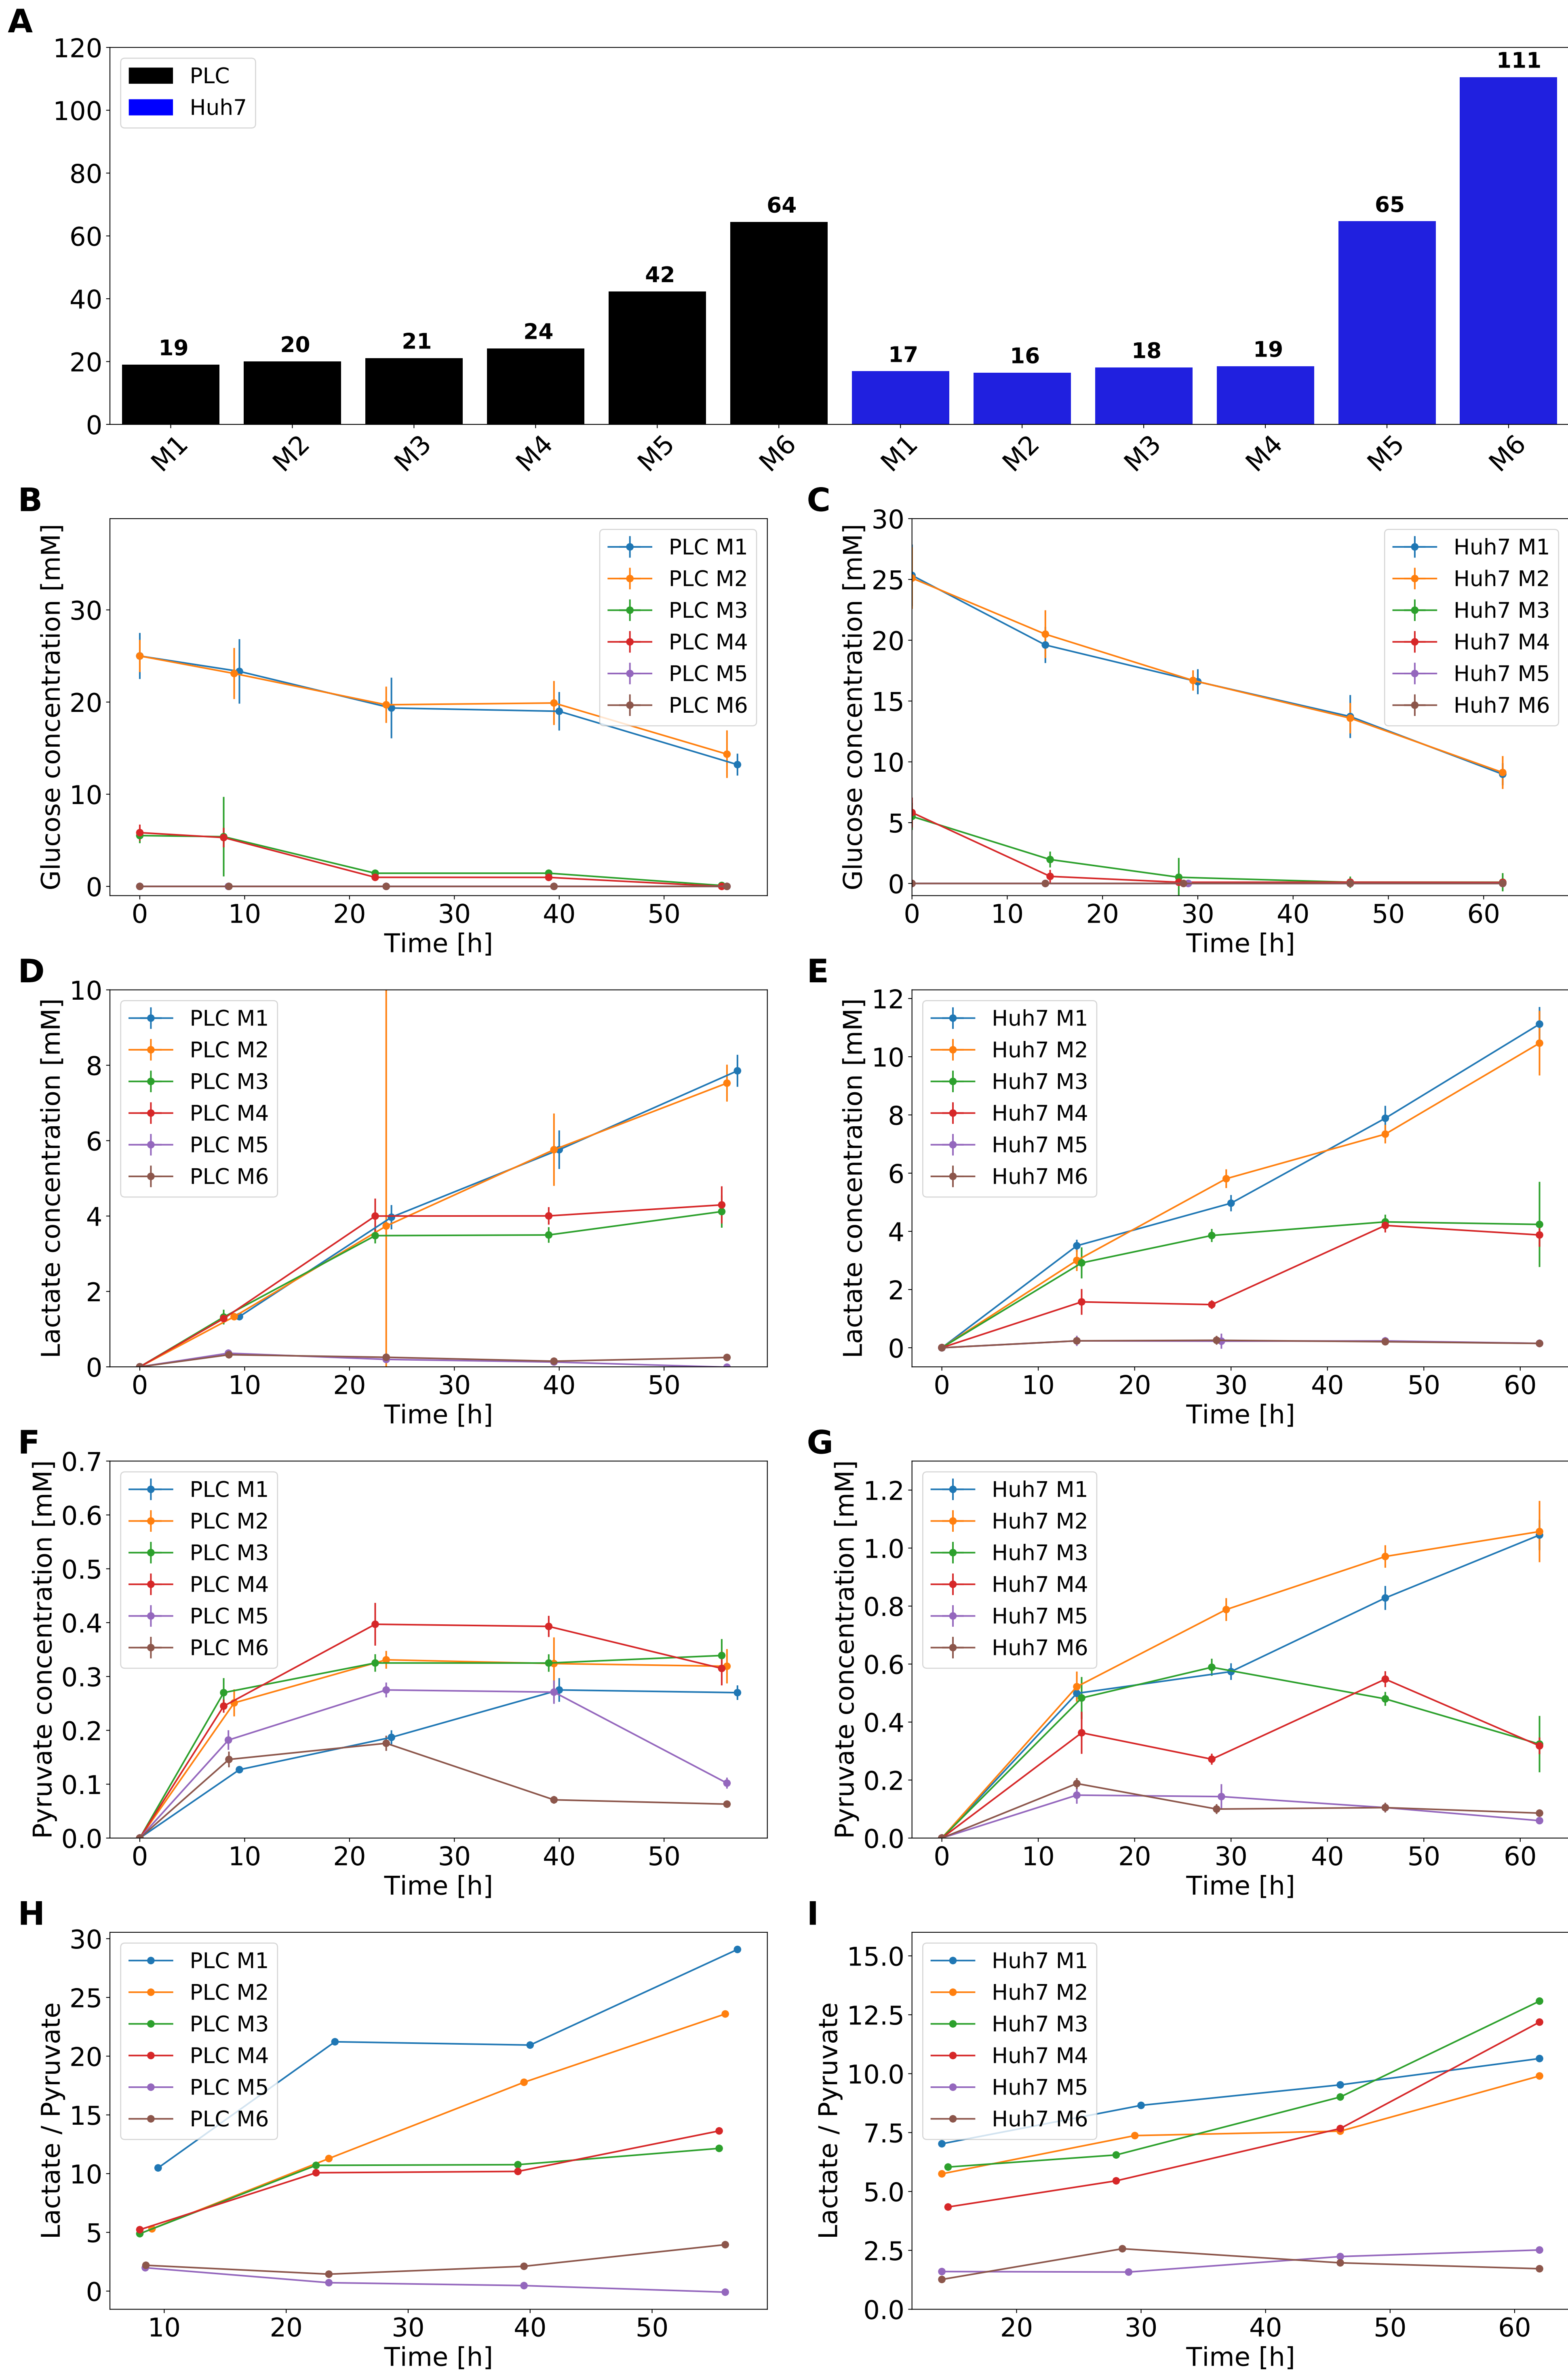 A
120
100
80
60
40
20
0
PLC
Huh7
19
20
21
24
42
64
17
16
18
19
65
111
M1
M2
M3
M4
M5
M6
M1
M2
M3
M4
M5
M6
B
Glucose concentration [mM]
30
20
10
0
PLC M1
PLC M2
PLC M3
PLC M4
PLC M5
PLC M6
0 10 20 30 40 50
Time [h]
C
Glucose concentration [mM]
30
25
20
15
10
5
0
Huh7 M1
Huh7 M2
Huh7 M3
Huh7 M4
Huh7 M5
Huh7 M6
0 10 20 30 40 50 60
Time [h]
D
Lactate concentration [mM]
10
8
6
4
2
0
PLC M1
PLC M2
PLC M3
PLC M4
PLC M5
PLC M6
0 10 20 30 40 50
Time [h]
E
Lactate concentration [mM]
12
10
8
6
4
2
0
Huh7 M1
Huh7 M2
Huh7 M3
Huh7 M4
Huh7 M5
Huh7 M6
0 10 20 30 40 50 60
Time [h]
F
Pyruvate concentration [mM]
0.7
0.6
0.5
0.4
0.3
0.2
0.1
0.0
PLC M1
PLC M2
PLC M3
PLC M4
PLC M5
PLC M6
0 10 20 30 40 50
Time [h]
G
Pyruvate concentration [mM]
1.2
1.0
0.8
0.6
0.4
0.2
0.0
Huh7 M1
Huh7 M2
Huh7 M3
Huh7 M4
Huh7 M5
Huh7 M6
0 10 20 30 40 50 60
Time [h]
H
Lactate / Pyruvate
30
25
20
15
10
5
0
PLC M1
PLC M2
PLC M3
PLC M4
PLC M5
PLC M6
10 20 30 40 50
Time [h]
I
Lactate / Pyruvate
15.0
12.5
10.0
7.5
5.0
2.5
0.0
Huh7 M1
Huh7 M2
Huh7 M3
Huh7 M4
Huh7 M5
Huh7 M6
20 30 40 50 60
Time [h]